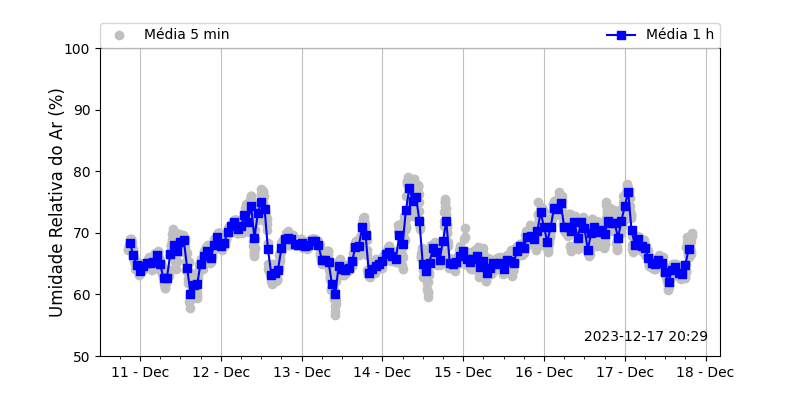 Média 5 min
Média 1 h
Umidade Relativa do Ar (%)
100
90
80
70
60
50
2023-12-17 20:29
11 - Dec
12 - Dec
13 - Dec
14 - Dec
15 - Dec
16 - Dec
17 - Dec
18 - Dec